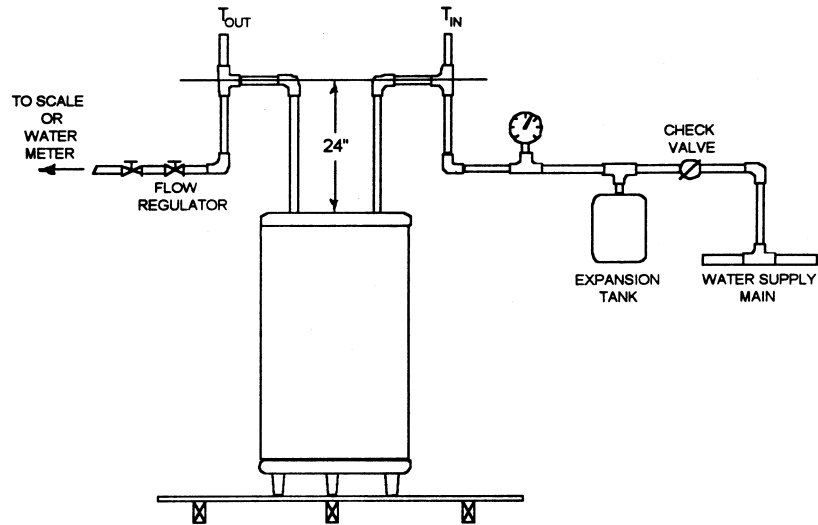 TOUT
TIN
TO SCALE
OR
WATER
METER
24"
FLOW
REGULATOR
CHECK
VALVE
EXPANSION
TANK
WATER SUPPLY
MAIN